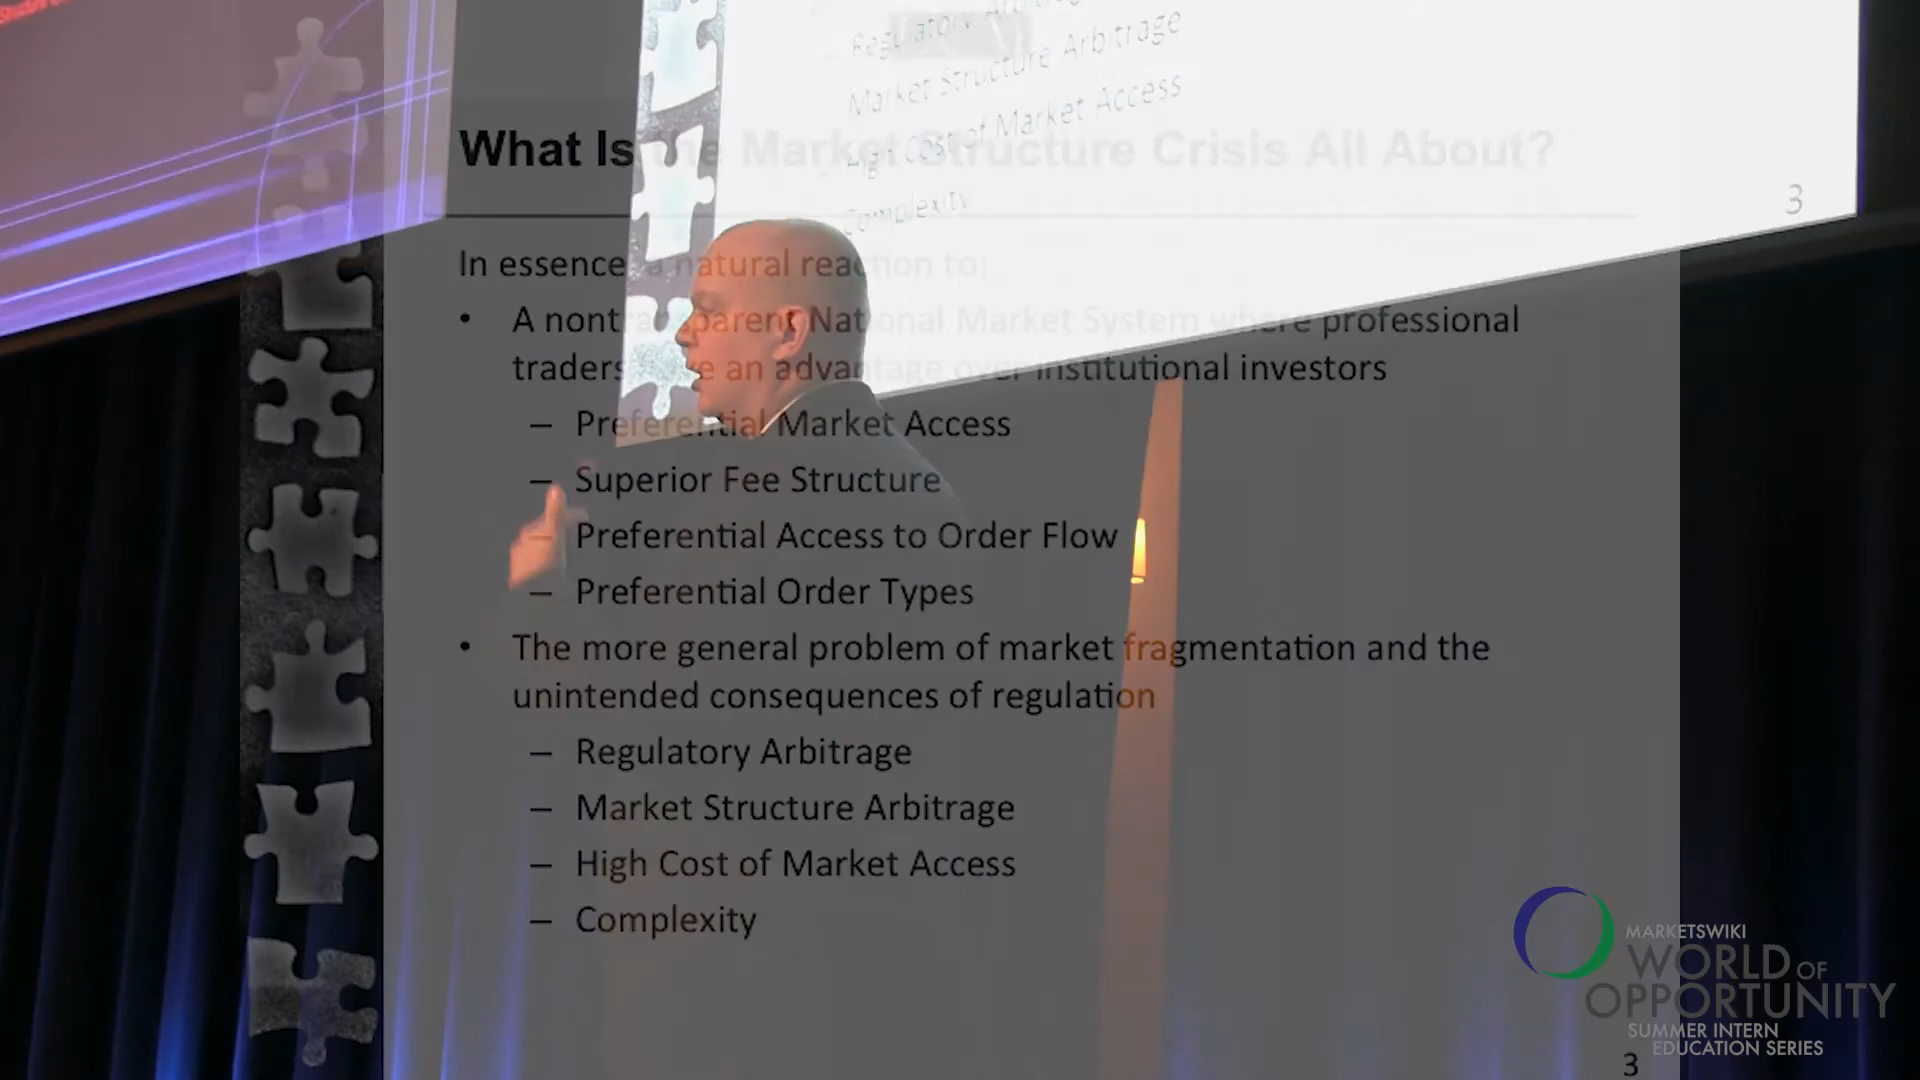 Regulatory Arbitrage
Market Structure Arbitrage
High Cost of Market Access
Complexity
3
What Is the Market Structure Crisis All About?
In essence a natural reaction to:
• A nontransparent National Market System where professional
traders have an advantage over institutional investors
– Preferential Market Access
– Superior Fee Structure
– Preferential Access to Order Flow
– Preferential Order Types
• The more general problem of market fragmentation and the
unintended consequences of regulation
– Regulatory Arbitrage
– Market Structure Arbitrage
– High Cost of Market Access
– Complexity
MARKETSWIKI
WORLD OF
OPPORTUNITY
SUMMER INTERN
EDUCATION SERIES
3